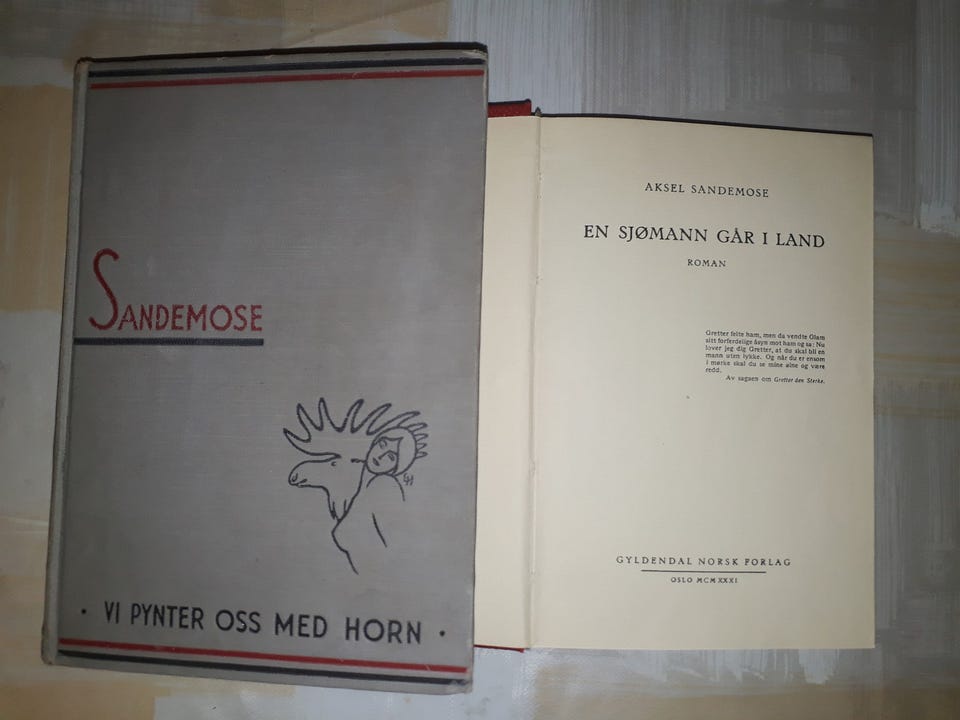 SANDEMOSE
LH
· VI PYNTER OSS MED HORN ·
AKSEL SANDEMOSE
EN SJØMANN GÅR I LAND
ROMAN
Gretter felte ham, men da vendte Glam
sitt forferdelige åsyn mot ham og sa: Nu
lover jeg dig Gretter, at du skal bli en
mann uten lykke. Og når du er ensom
i mørke skal du se mine øine og være
redd.
Av sagaen om Gretter den Sterke.
GYLDENDAL NORSK FORLAG
OSLO MCMXXXI